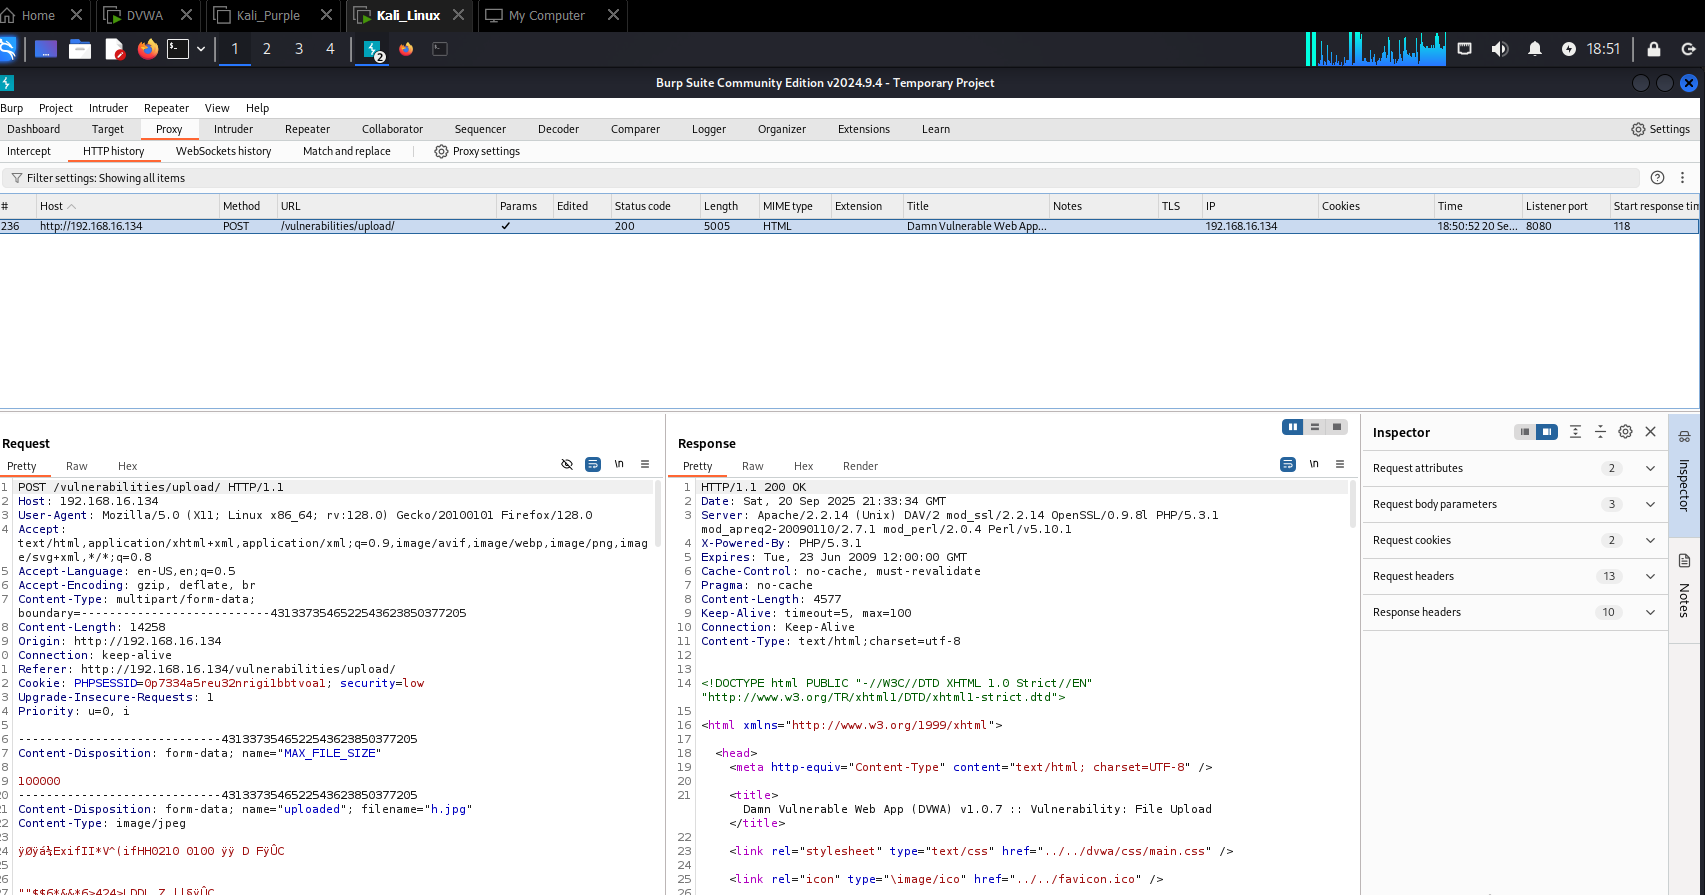 Home DVWA Kali_Purple Kali_Linux My Computer
1 2 3 4 2 18:51
Burp Suite Community Edition v2024.9.4 - Temporary Project
Burp Project Intruder Repeater View Help
Dashboard Target Proxy Intruder Repeater Collaborator Sequencer Decoder Comparer Logger Organizer Extensions Learn Settings
Intercept HTTP history WebSockets history Match and replace Proxy settings
Filter settings: Showing all items
# Host Method URL Params Edited Status code Length MIME type Extension Title Notes TLS IP Cookies Time Listener port Start response tim
236 http://192.168.16.134 POST /vulnerabilities/upload/ ✓ 200 5005 HTML Damn Vulnerable Web App... 192.168.16.134 18:50:52 20 Se... 8080 118
Request
Pretty Raw Hex \n
1 POST /vulnerabilities/upload/ HTTP/1.1
2 Host: 192.168.16.134
3 User-Agent: Mozilla/5.0 (X11; Linux x86_64; rv:128.0) Gecko/20100101 Firefox/128.0
4 Accept:
text/html,application/xhtml+xml,application/xml;q=0.9,image/avif,image/webp,image/png,imag
e/svg+xml,*/*;q=0.8
5 Accept-Language: en-US,en;q=0.5
6 Accept-Encoding: gzip, deflate, br
7 Content-Type: multipart/form-data;
boundary=---------------------------43133735465225436238503 77205
8 Content-Length: 14258
9 Origin: http://192.168.16.134
0 Connection: keep-alive
1 Referer: http://192.168.16.134/vulnerabilities/upload/
2 Cookie: PHPSESSID=0p7334a5reu32nrigi1bbtvoa1; security=low
3 Upgrade-Insecure-Requests: 1
4 Priority: u=0, i
5
6 -----------------------------4313373546522543623850377205
7 Content-Disposition: form-data; name="MAX_FILE_SIZE"
8
9 100000
20 -----------------------------4313373546522543623850377205
21 Content-Disposition: form-data; name="uploaded"; filename="h.jpg"
22 Content-Type: image/jpeg
23
24 ÿØÿá¼ExifII*V^(ifHH0210 0100 ÿÿ D FÿÛC
25
26
27
Response
Pretty Raw Hex Render \n
1 HTTP/1.1 200 OK
2 Date: Sat, 20 Sep 2025 21:33:34 GMT
3 Server: Apache/2.2.14 (Unix) DAV/2 mod_ssl/2.2.14 OpenSSL/0.9.8l PHP/5.3.1
mod_apreq2-20090110/2.7.1 mod_perl/2.0.4 Perl/v5.10.1
4 X-Powered-By: PHP/5.3.1
5 Expires: Tue, 23 Jun 2009 12:00:00 GMT
6 Cache-Control: no-cache, must-revalidate
7 Pragma: no-cache
8 Content-Length: 4577
9 Keep-Alive: timeout=5, max=100
10 Connection: Keep-Alive
11 Content-Type: text/html;charset=utf-8
12
13
14 <!DOCTYPE html PUBLIC "-//W3C//DTD XHTML 1.0 Strict//EN"
"http://www.w3.org/TR/xhtml1/DTD/xhtml1-strict.dtd">
15
16 <html xmlns="http://www.w3.org/1999/xhtml">
17
18 <head>
19 <meta http-equiv="Content-Type" content="text/html; charset=UTF-8" />
20
21 <title>
Damn Vulnerable Web App (DVWA) v1.0.7 :: Vulnerability: File Upload
</title>
22
23 <link rel="stylesheet" type="text/css" href="../../dvwa/css/main.css" />
24
25 <link rel="icon" type="\image/ico" href="../../favicon.ico" />
26
Inspector
Request attributes 2
Request body parameters 3
Request cookies 2
Request headers 13
Response headers 10
Inspector
Notes